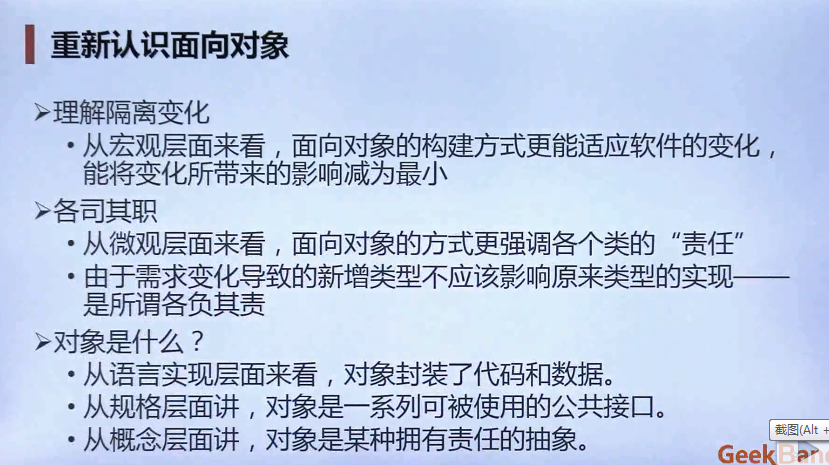 重新认识面向对象
➢理解隔离变化
• 从宏观层面来看，面向对象的构建方式更能适应软件的变化，
能将变化所带来的影响减为最小
➢各司其职
• 从微观层面来看，面向对象的方式更强调各个类的“责任”
• 由于需求变化导致的新增类型不应该影响原来类型的实现——
是所谓各负其责
➢对象是什么？
• 从语言实现层面来看，对象封装了代码和数据。
• 从规格层面讲，对象是一系列可被使用的公共接口。
• 从概念层面讲，对象是某种拥有责任的抽象。
截图(Alt +
GeekBand